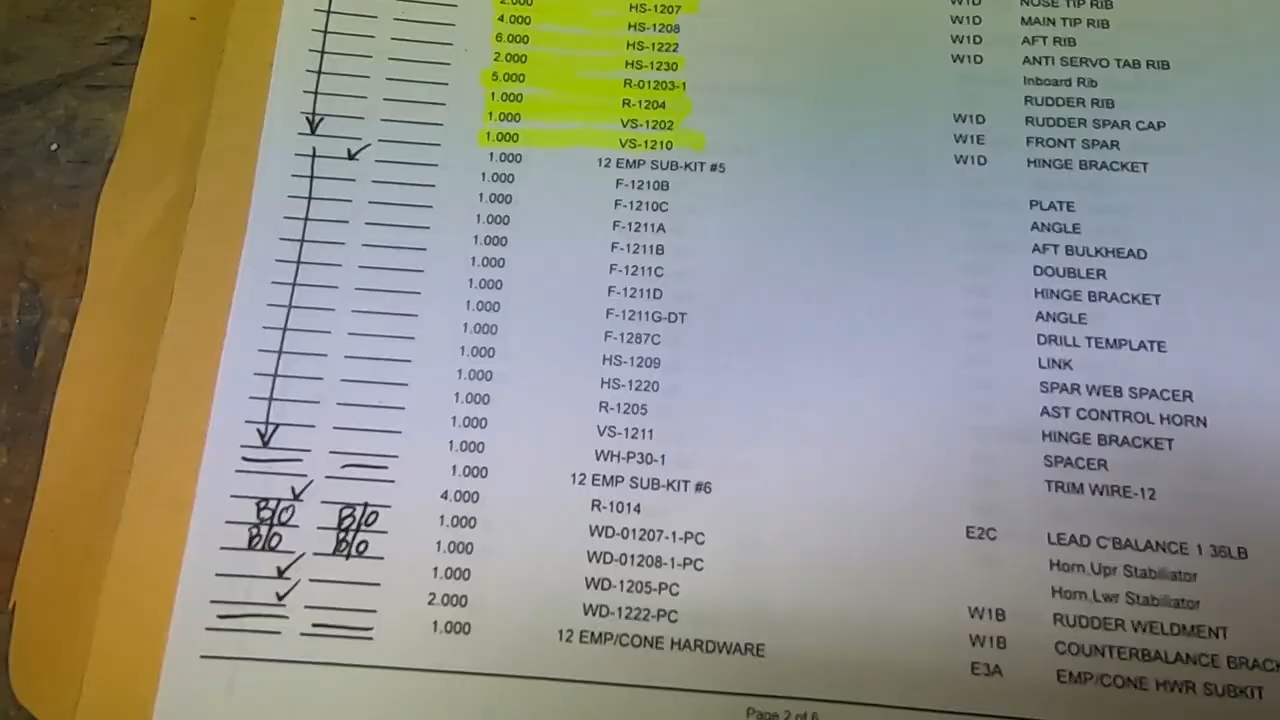 W1D NOSE TIP RIB
2.000 HS-1207 W1D MAIN TIP RIB
4.000 HS-1208 W1D AFT RIB
6.000 HS-1222 W1D ANTI SERVO TAB RIB
2.000 HS-1230 Inboard Rib
5.000 R-01203-1 RUDDER RIB
1.000 R-1204 W1D RUDDER SPAR CAP
1.000 VS-1202 W1E FRONT SPAR
1.000 VS-1210 W1D HINGE BRACKET
1.000 12 EMP SUB-KIT #5
1.000 F-1210B PLATE
1.000 F-1210C ANGLE
1.000 F-1211A AFT BULKHEAD
1.000 F-1211B DOUBLER
1.000 F-1211C HINGE BRACKET
1.000 F-1211D ANGLE
1.000 F-1211G-DT DRILL TEMPLATE
1.000 F-1287C LINK
1.000 HS-1209 SPAR WEB SPACER
1.000 HS-1220 AST CONTROL HORN
1.000 R-1205 HINGE BRACKET
1.000 VS-1211 SPACER
1.000 WH-P30-1 TRIM WIRE-12
1.000 12 EMP SUB-KIT #6
4.000 R-1014 E2C LEAD C'BALANCE 1 36LB
B/O B/O 1.000 WD-01207-1-PC Horn,Upr Stabiliator
B/O B/O 1.000 WD-01208-1-PC Horn,Lwr Stabiliator
1.000 WD-1205-PC W1B RUDDER WELDMENT
2.000 WD-1222-PC W1B COUNTERBALANCE BRACK
1.000 12 EMP/CONE HARDWARE E3A EMP/CONE HWR SUBKIT
Page 2 of 6